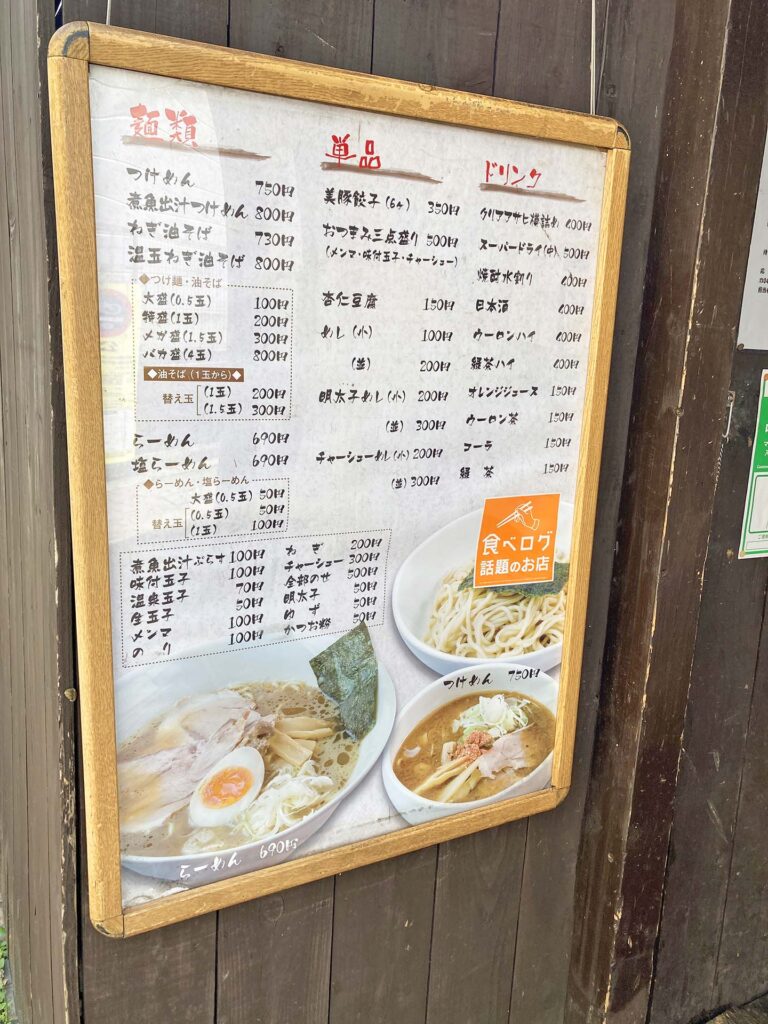 麺類
つけめん 750円
煮魚出汁つけめん 800円
ねぎ油そば 730円
温玉ねぎ油そば 800円
◆つけ麺・油そば
大盛(0.5玉) 100円
特盛(1玉) 200円
メガ盛(1.5玉) 300円
バカ盛(4玉) 800円
◆油そば(1玉から)◆
替え玉 (1玉) 200円
(1.5玉) 300円
らーめん 690円
塩らーめん 690円
◆らーめん・塩らーめん
大盛(0.5玉) 50円
替え玉 (0.5玉) 50円
(1玉) 100円
煮魚出汁ぷらす 100円
味付玉子 100円
温泉玉子 70円
生玉子 50円
メンマ 100円
のり 100円
ねぎ 200円
チャーシュー 300円
全部のせ
明太子 50円
ゆず 50円
かつお粉 50円
単品
美豚餃子(6ヶ) 350円
おつまみ三点盛り 500円
(メンマ・味付玉子・チャーシュー)
杏仁豆腐 150円
めし(小) 100円
(並) 200円
明太子めし(小) 200円
(並) 300円
チャーシューめし(小) 200円
(並) 300円
ドリンク
クリアアサヒ樽詰め 400円
スーパードライ(中) 500円
焼酎水割り 400円
日本酒 400円
ウーロンハイ 400円
緑茶ハイ 400円
オレンジジュース 150円
ウーロン茶 150円
コーラ 150円
緑茶 150円
食べログ
話題のお店
つけめん 750円
らーめん 690円